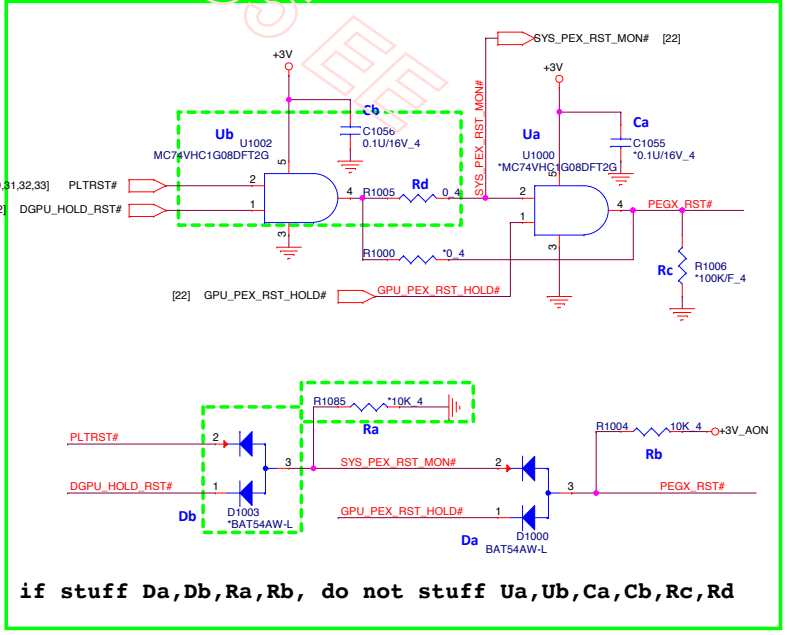 SYS_PEX_RST_MON# [22]
+3V
+3V
Cb
C1056
0.1U/16V_4
Ub
U1002
MC74VHC1G08DFT2G
SYS_PEX_RST_MON#
Ca
C1055
*0.1U/16V_4
Ua
U1000
*MC74VHC1G08DFT2G
5
5
,31,32,33] PLTRST#
2
] DGPU_HOLD_RST#
1
4
R1005
Rd
0_4
2
1
4
PEGX_RST#
3
3
R1000
*0_4
Rc
R1006
*100K/F_4
[22] GPU_PEX_RST_HOLD#
GPU_PEX_RST_HOLD#
R1085
*10K_4
Ra
R1004
10K_4
+3V_AON
Rb
PLTRST#
2
3
SYS_PEX_RST_MON#
2
3
PEGX_RST#
DGPU_HOLD_RST#
1
D1003
*BAT54AW-L
Db
GPU_PEX_RST_HOLD#
1
D1000
BAT54AW-L
Da
if stuff Da,Db,Ra,Rb, do not stuff Ua,Ub,Ca,Cb,Rc,Rd